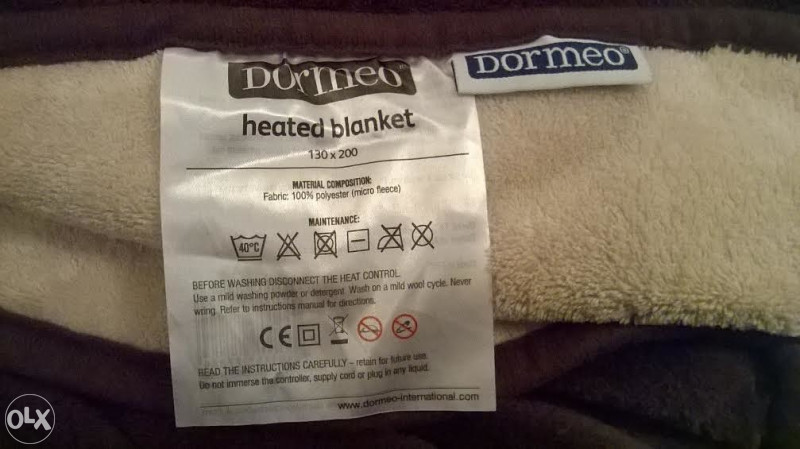 Dormeo®
Dormeo®
heated blanket
130 x 200
MATERIAL COMPOSITION:
Fabric: 100% polyester (micro fleece)
MAINTENANCE:
40°C
BEFORE WASHING DISCONNECT THE HEAT CONTROL.
Use a mild washing powder or detergent. Wash on a mild wool cycle. Never
wring. Refer to instructions manual for directions.
CE
READ THE INSTRUCTIONS CAREFULLY – retain for future use.
Do not immerse the controller, supply cord or plug in any liquid.
www.dormeo-international.com
OLX